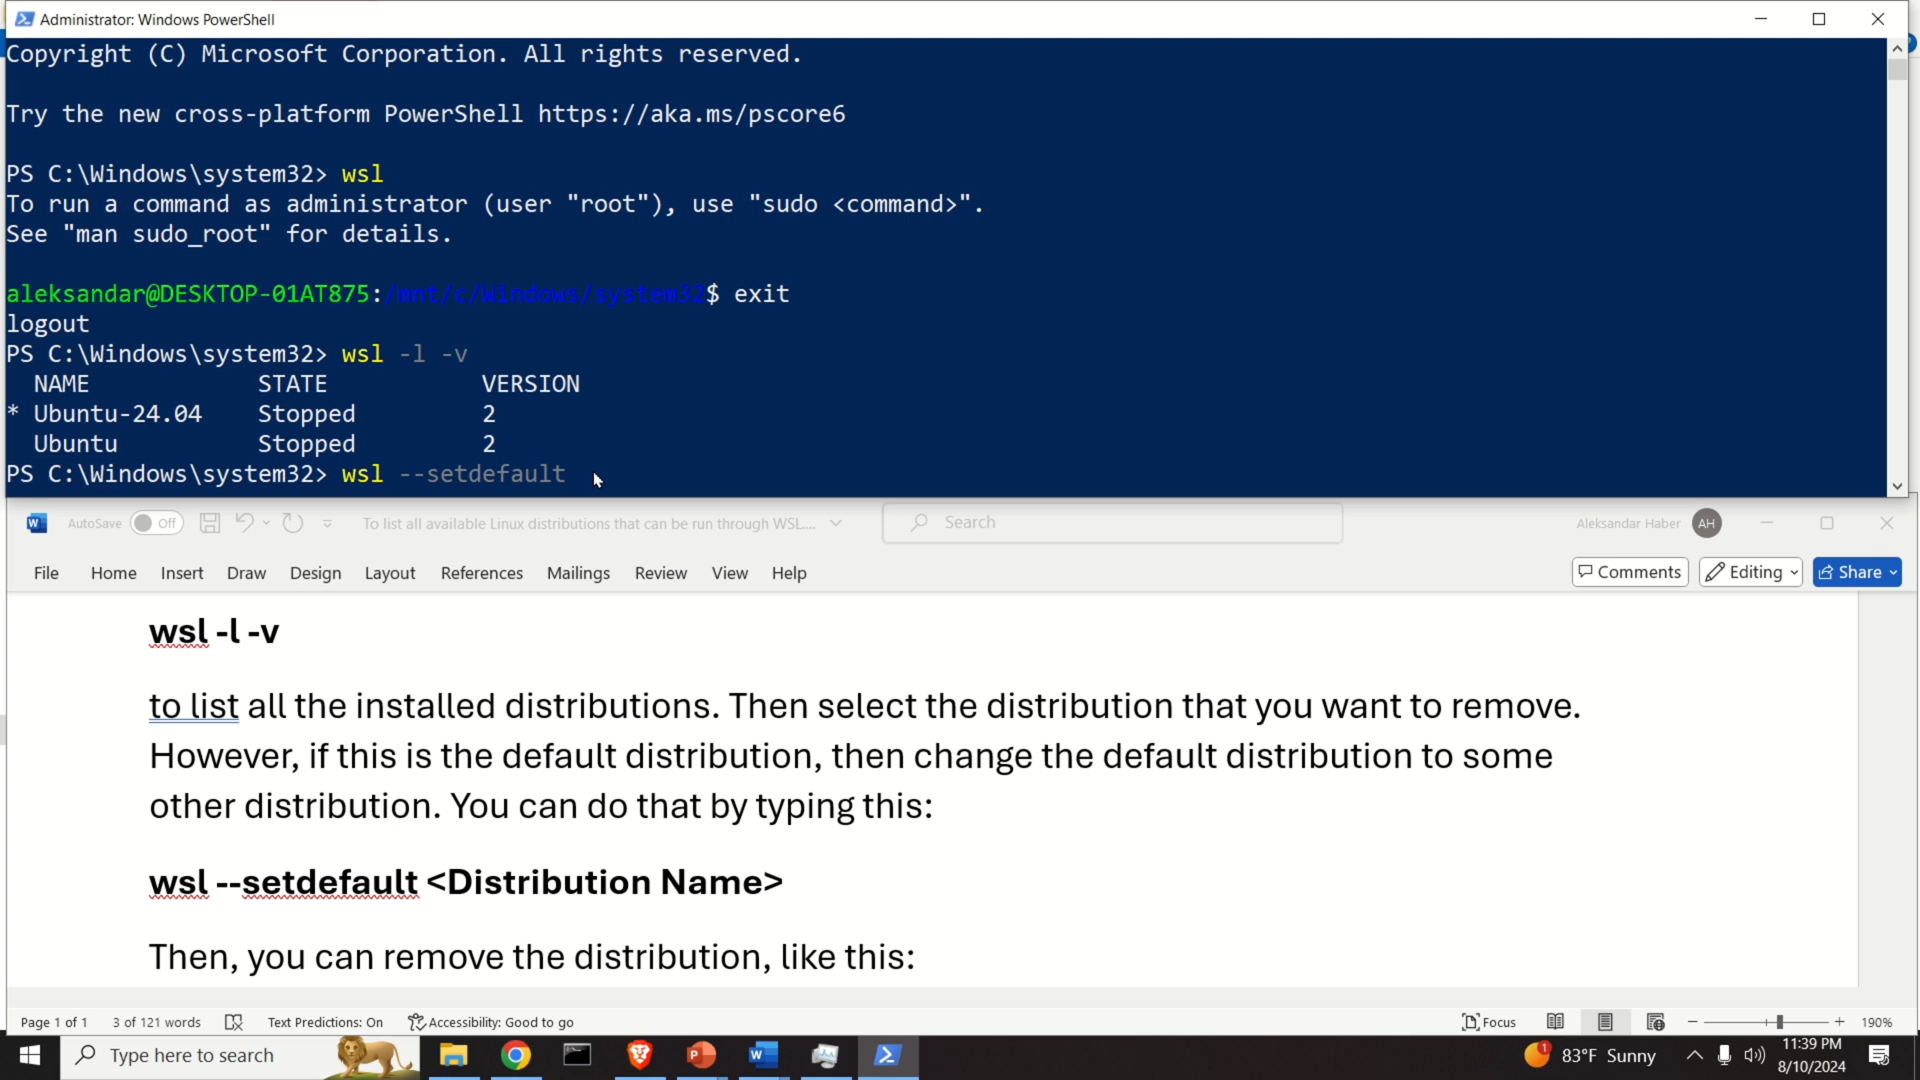 Administrator: Windows PowerShell
Copyright (C) Microsoft Corporation. All rights reserved.
Try the new cross-platform PowerShell https://aka.ms/pscore6
PS C:\Windows\system32> wsl
To run a command as administrator (user "root"), use "sudo <command>".
See "man sudo_root" for details.
aleksandar@DESKTOP-01AT875:/mnt/c/Windows/system32$ exit
logout
PS C:\Windows\system32> wsl -l -v
NAME STATE VERSION
* Ubuntu-24.04 Stopped 2
Ubuntu Stopped 2
PS C:\Windows\system32> wsl --setdefault
AutoSave Off To list all available Linux distributions that can be run through WSL.... Search Aleksandar Haber AH
File Home Insert Draw Design Layout References Mailings Review View Help Comments Editing Share
wsl -l -v
to list all the installed distributions. Then select the distribution that you want to remove.
However, if this is the default distribution, then change the default distribution to some
other distribution. You can do that by typing this:
wsl --setdefault <Distribution Name>
Then, you can remove the distribution, like this:
Page 1 of 1 3 of 121 words Text Predictions: On Accessibility: Good to go Focus 190%
Type here to search 1 83°F Sunny 11:39 PM
8/10/2024